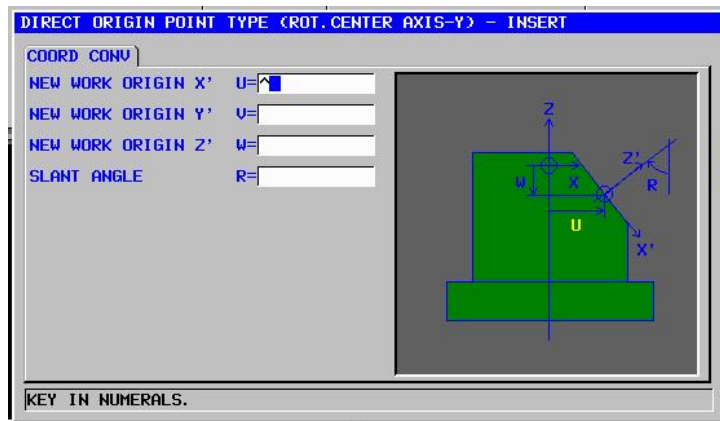 DIRECT ORIGIN POINT TYPE (ROT.CENTER AXIS-Y) - INSERT
COORD CONV
NEW WORK ORIGIN X' U=^
NEW WORK ORIGIN Y' V=
NEW WORK ORIGIN Z' W=
SLANT ANGLE R=
Z
Z'
W
X
R
U
X'
KEY IN NUMERALS.